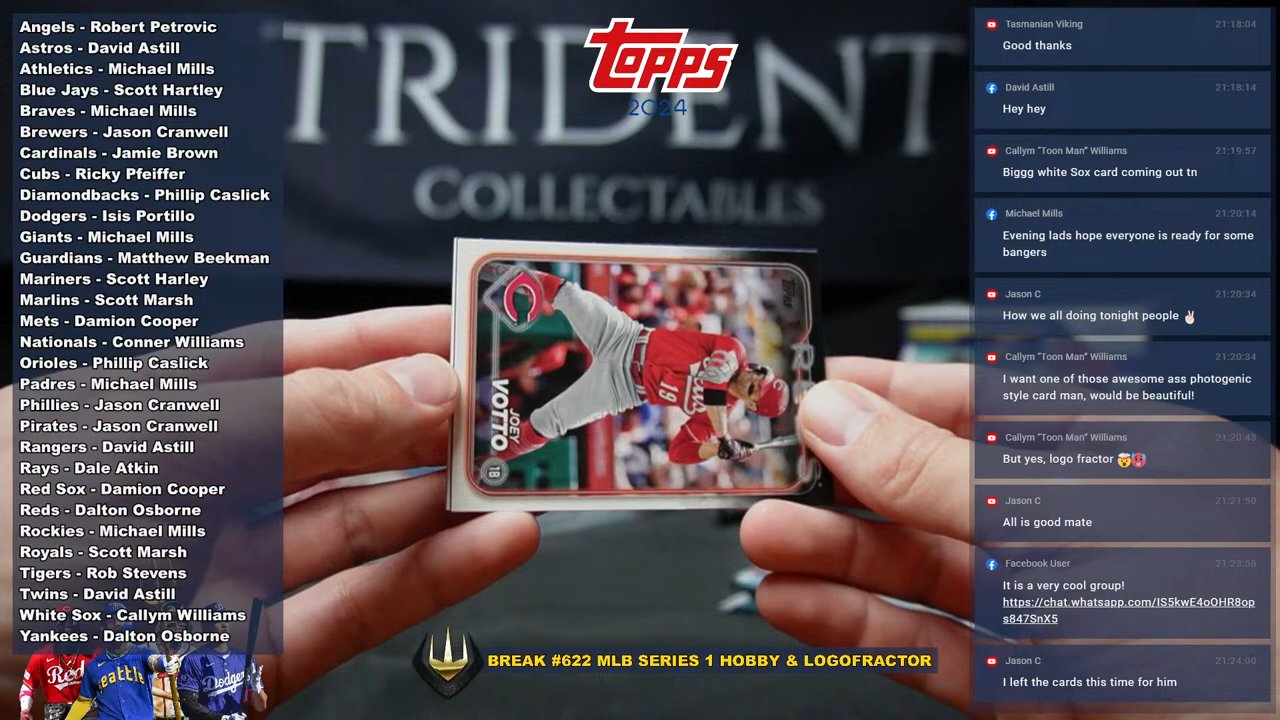 Angels - Robert Petrovic
Astros - David Astill
Athletics - Michael Mills
Blue Jays - Scott Hartley
Braves - Michael Mills
Brewers - Jason Cranwell
Cardinals - Jamie Brown
Cubs - Ricky Pfeiffer
Diamondbacks - Phillip Caslick
Dodgers - Isis Portillo
Giants - Michael Mills
Guardians - Matthew Beekman
Mariners - Scott Harley
Marlins - Scott Marsh
Mets - Damion Cooper
Nationals - Conner Williams
Orioles - Phillip Caslick
Padres - Michael Mills
Phillies - Jason Cranwell
Pirates - Jason Cranwell
Rangers - David Astill
Rays - Dale Atkin
Red Sox - Damion Cooper
Reds - Dalton Osborne
Rockies - Michael Mills
Royals - Scott Marsh
Tigers - Rob Stevens
Twins - David Astill
White Sox - Callym Williams
Yankees - Dalton Osborne
Seattle
Dodgers
TRIDENT
COLLECTABLES
topps
2024
topps
REDS
19
JOEY
VOTTO
1B
BREAK #622 MLB SERIES 1 HOBBY & LOGOFRACTOR
Tasmanian Viking 21:18:04
Good thanks
David Astill 21:18:14
Hey hey
Callym "Toon Man" Williams 21:19:57
Biggg white Sox card coming out tn
Michael Mills 21:20:14
Evening lads hope everyone is ready for some
bangers
Jason C 21:20:34
How we all doing tonight people ✌🏻
Callym "Toon Man" Williams 21:20:34
I want one of those awesome ass photogenic
style card man, would be beautiful!
Callym "Toon Man" Williams 21:20:43
But yes, logo fractor 🤯🥵
Jason C 21:21:50
All is good mate
Facebook User 21:23:56
It is a very cool group!
https://chat.whatsapp.com/IS5kwE4oOHR8op
s847SnX5
Jason C 21:24:00
I left the cards this time for him